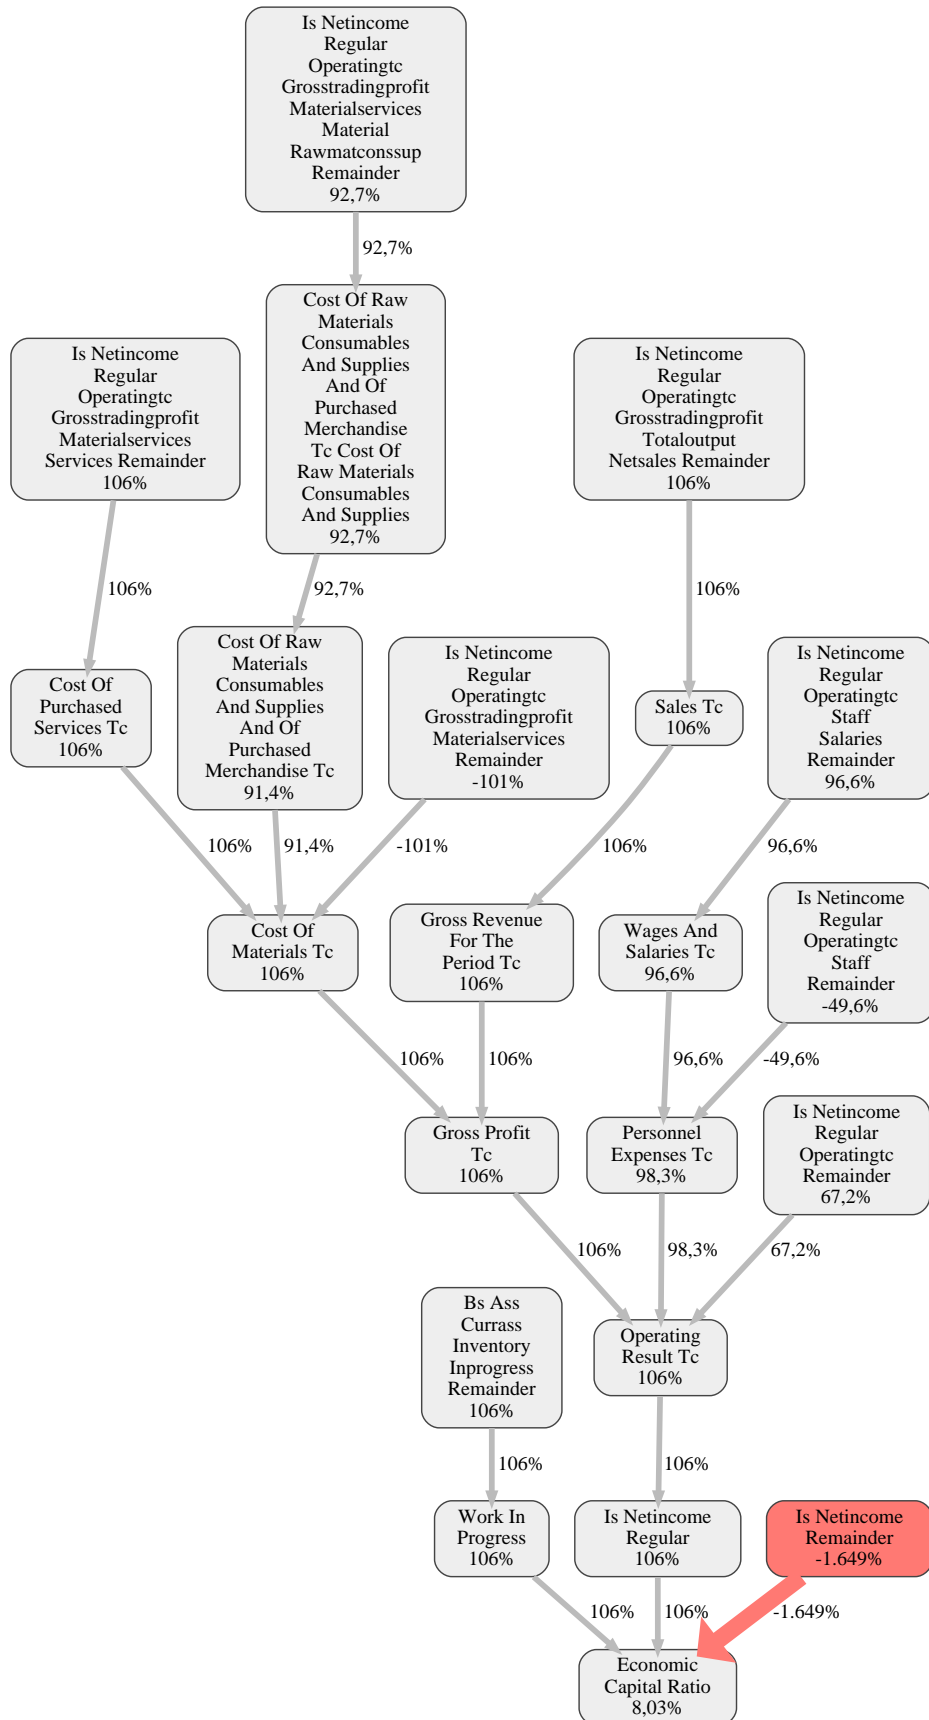 Is Netincome
Regular
Operatingtc
Grosstradingprofit
Materialservices
Material
Rawmatconssup
Remainder
92,7%
92,7%
Cost Of Raw
Materials
Consumables
And Supplies
And Of
Purchased
Merchandise
Tc Cost Of
Raw Materials
Consumables
And Supplies
92,7%
Is Netincome
Regular
Operatingtc
Grosstradingprofit
Materialservices
Services Remainder
106%
Is Netincome
Regular
Operatingtc
Grosstradingprofit
Totaloutput
Netsales Remainder
106%
106%
92,7%
106%
Cost Of
Purchased
Services Tc
106%
Cost Of Raw
Materials
Consumables
And Supplies
And Of
Purchased
Merchandise Tc
91,4%
Is Netincome
Regular
Operatingtc
Grosstradingprofit
Materialservices
Remainder
-101%
Sales Tc
106%
Is Netincome
Regular
Operatingtc
Staff
Salaries
Remainder
96,6%
106%
91,4%
-101%
106%
96,6%
Cost Of
Materials Tc
106%
Gross Revenue
For The
Period Tc
106%
Wages And
Salaries Tc
96,6%
Is Netincome
Regular
Operatingtc
Staff
Remainder
-49,6%
106%
106%
96,6%
-49,6%
Gross Profit
Tc
106%
Personnel
Expenses Tc
98,3%
Is Netincome
Regular
Operatingtc
Remainder
67,2%
106%
98,3%
67,2%
Bs Ass
Currass
Inventory
Inprogress
Remainder
106%
Operating
Result Tc
106%
106%
106%
Work In
Progress
106%
Is Netincome
Regular
106%
Is Netincome
Remainder
-1.649%
106%
106%
-1.649%
Economic
Capital Ratio
8,03%